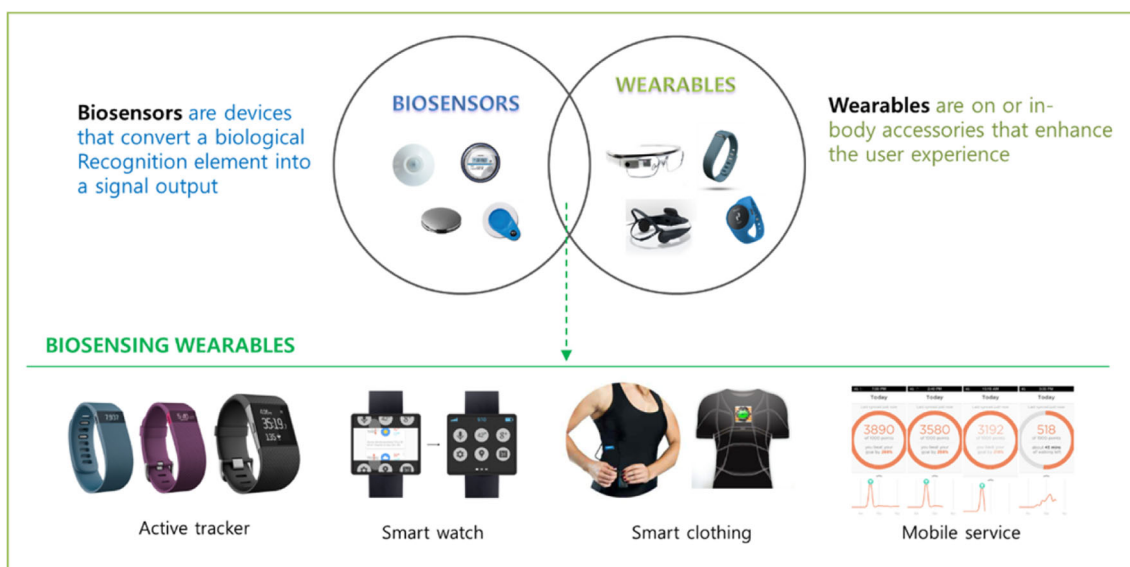 BIOSENSORS
WEARABLES
Biosensors are devices
that convert a biological
Recognition element into
a signal output
Wearables are on or in-
body accessories that enhance
the user experience
BIOSENSING WEARABLES
Today
Today
Today
Today
3890
3580
3192
518
Active tracker
Smart watch
Smart clothing
Mobile service